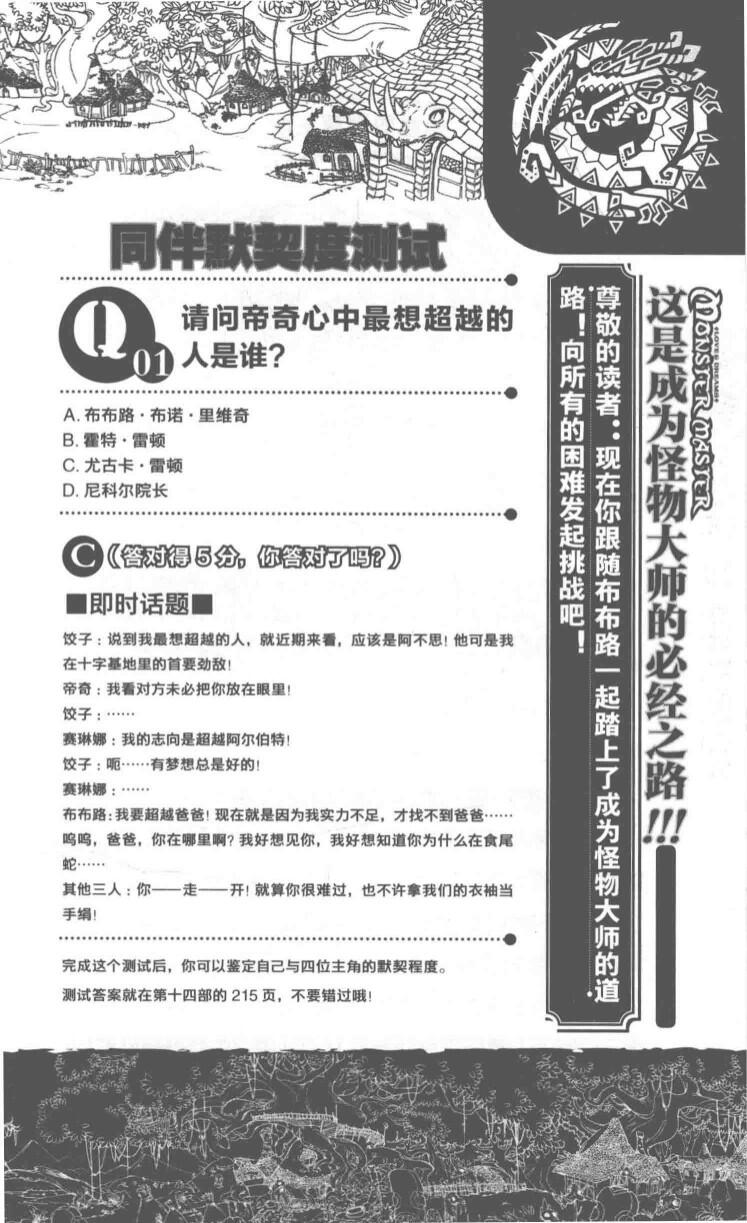 同伴默契度测试
Q01
请问帝奇心中最想超越的
人是谁？
A. 布布路·布诺·里维奇
B. 霍特·雷顿
C. 尤古卡·雷顿
D. 尼科尔院长
C（答对得5分，你答对了吗？）
■即时话题■
饺子：说到我最想超越的人，就近期来看，应该是阿不思！他可是我
在十字基地里的首要劲敌！
帝奇：我看对方未必把你放在眼里！
饺子：……
赛琳娜：我的志向是超越阿尔伯特！
饺子：呃……有梦想总是好的！
赛琳娜：……
布布路：我要超越爸爸！现在就是因为我实力不足，才找不到爸爸……
呜呜，爸爸，你在哪里啊？我好想见你，我好想知道你为什么在食尾
蛇……
其他三人：你——走——开！就算你很难过，也不许拿我们的衣袖当
手绢！
完成这个测试后，你可以鉴定自己与四位主角的默契程度。
测试答案就在第十四部的 215 页，不要错过哦！
MONSTER MASTER
+LOVE & DREAMS+
这是成为怪物大师的必经之路!!!
尊敬的读者：现在你跟随布布路一起踏上了成为怪物大师的道
路！向所有的困难发起挑战吧！